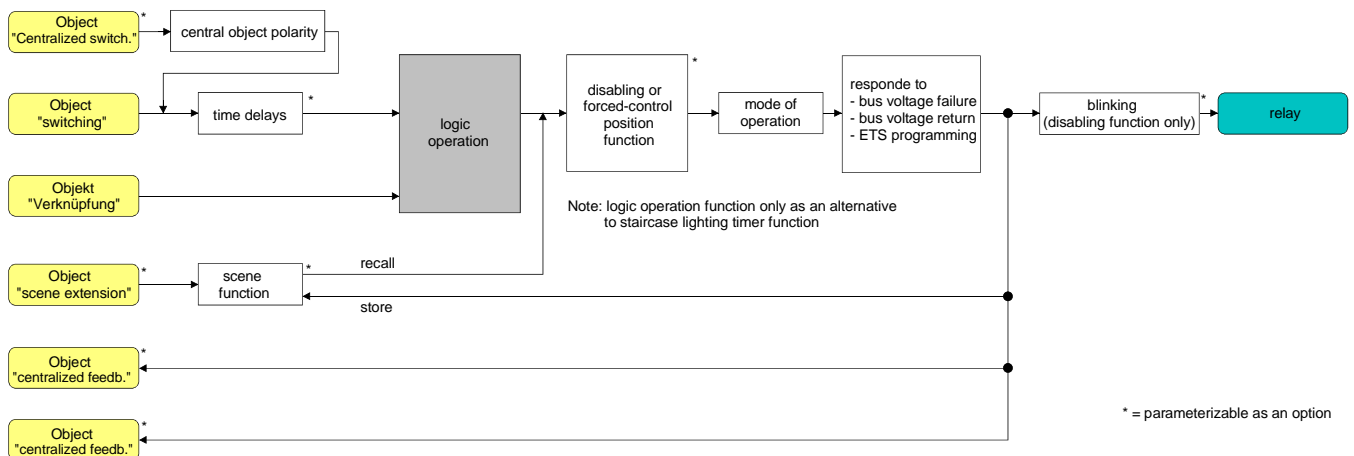 Object
"Centralized switch."
*
central object polarity
Object
"switching"
time delays
*
logic
operation
disabling or
forced-control
position
function
*
mode of
operation
responde to
- bus voltage failure
- bus voltage return
- ETS programming
blinking
(disabling function only)
*
relay
Objekt
"Verknüpfung"
Note: logic operation function only as an alternative
to staircase lighting timer function
Object
"scene extension"
*
scene
function
*
recall
store
Object
"centralized feedb."
*
Object
"centralized feedb."
*
* = parameterizable as an option